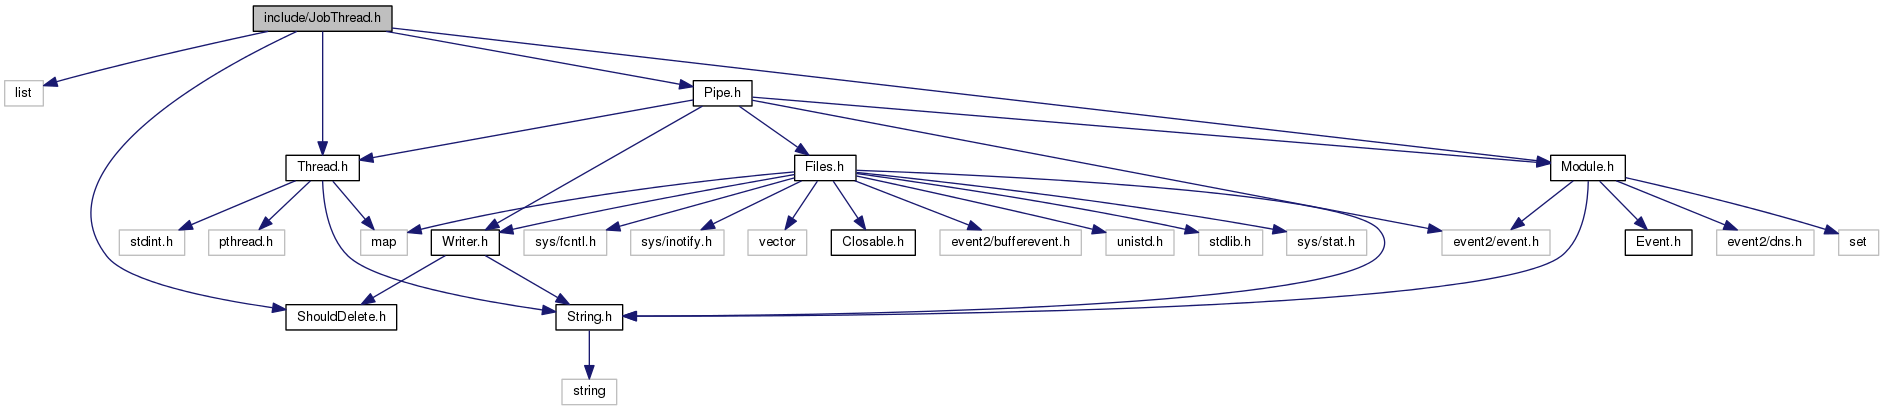 include/JobThread.h
list
Pipe.h
Thread.h
Files.h
Module.h
stdint.h
pthread.h
map
Writer.h
sys/fcntl.h
sys/inotify.h
vector
Closable.h
event2/bufferevent.h
unistd.h
stdlib.h
sys/stat.h
event2/event.h
Event.h
event2/dns.h
set
ShouldDelete.h
String.h
string